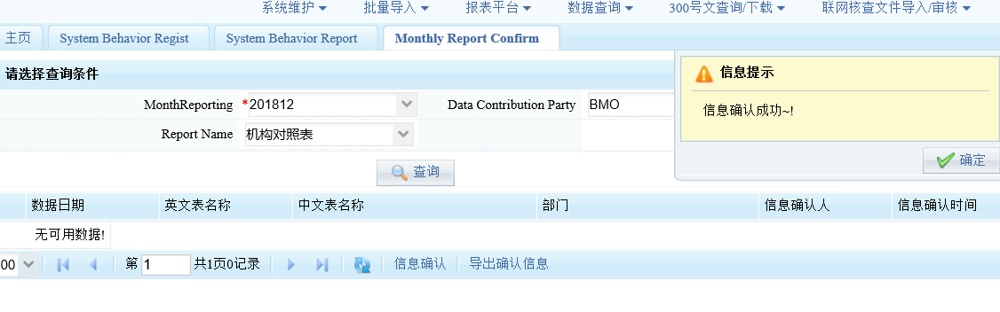 系统维护 批量导入 报表平台 数据查询 300号文查询/下载 联网核查文件导入/审核
主页 System Behavior Regist System Behavior Report Monthly Report Confirm
请选择查询条件
信息提示
MonthReporting *201812 Data Contribution Party BMO
信息确认成功~!
Report Name 机构对照表
确定
查询
数据日期 英文表名称 中文表名称 部门 信息确认人 信息确认时间
无可用数据!
00 第 1 共1页0记录 信息确认 导出确认信息